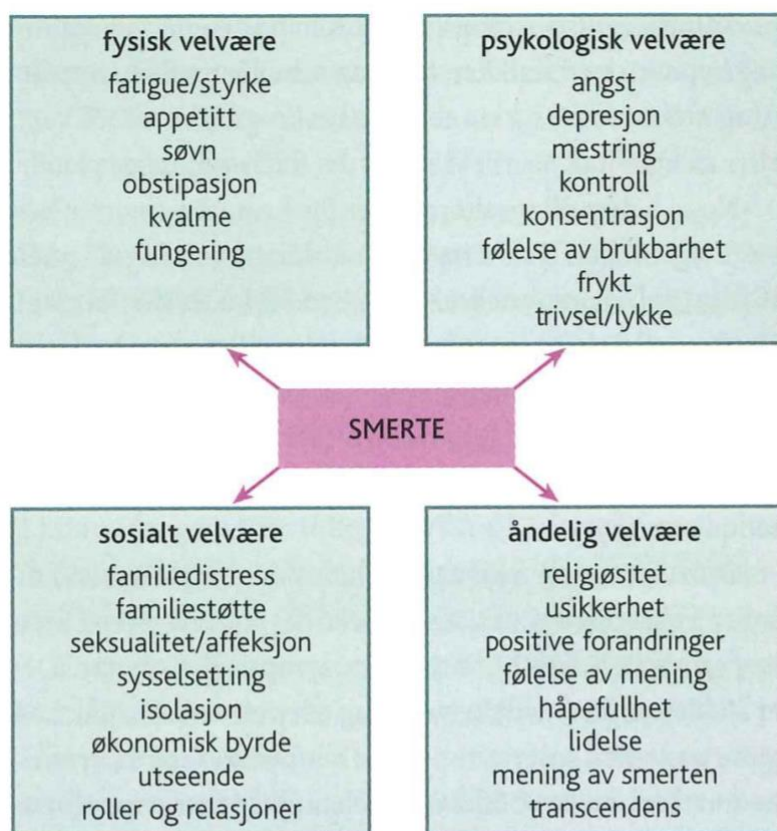 fysisk velvære
fatigue/styrke
appetitt
søvn
obstipasjon
kvalme
fungering
psykologisk velvære
angst
depresjon
mestring
kontroll
konsentrasjon
følelse av brukbarhet
frykt
trivsel/lykke
SMERTE
sosialt velvære
familiedistress
familiestøtte
seksualitet/affeksjon
sysselsetting
isolasjon
økonomisk byrde
utseende
roller og relasjoner
åndelig velvære
religiøsitet
usikkerhet
positive forandringer
følelse av mening
håpefullhet
lidelse
mening av smerten
transcendens